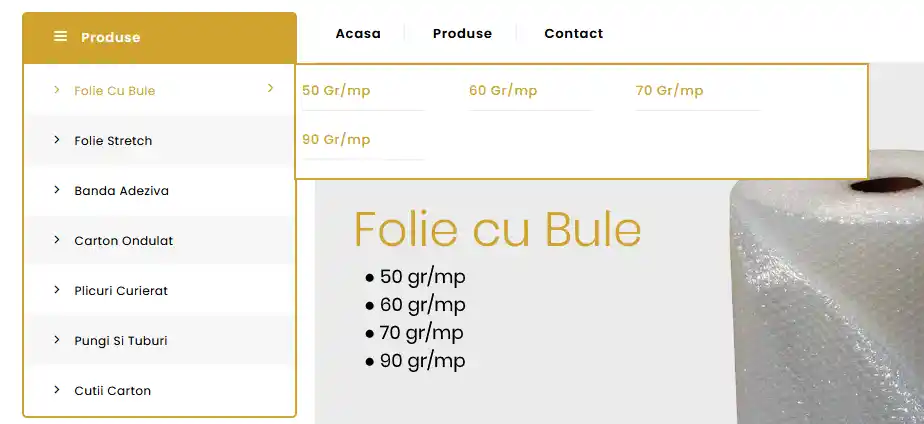 Produse
Acasa Produse Contact
Folie Cu Bule
50 Gr/mp 60 Gr/mp 70 Gr/mp
90 Gr/mp
Folie Stretch
Banda Adeziva
Carton Ondulat
Plicuri Curierat
Pungi Si Tuburi
Cutii Carton
Folie cu Bule
● 50 gr/mp
● 60 gr/mp
● 70 gr/mp
● 90 gr/mp